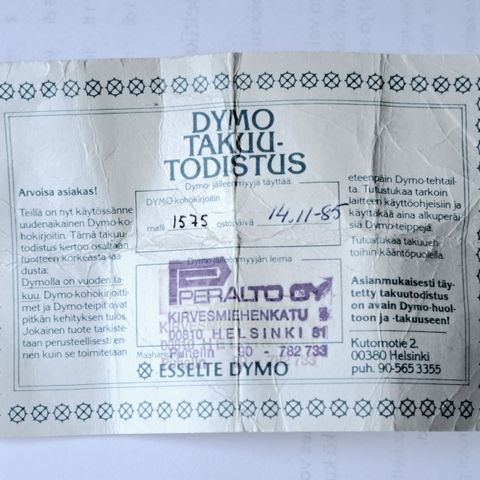 DYMO
TAKUU-
TODISTUS
Arvoisa asiakas!
Teillä on nyt käytössänne
uudenaikainen Dymo-ko-
hokirjoitin. Tämä takuu-
todistus kertoo osaltaan
tuotteen korkeasta laa-
dusta:
Dymolla on vuoden ta-
kuu. Dymo-kohokirjoitti-
met ja Dymo-teipit ovat
pitkän kehityksen tulos.
Jokainen tuote tarkiste-
taan perusteellisesti en-
nen kuin se toimitetaan
Dymo-jälleenmyyjä täyttää:
DYMO-kohokirjoitin
malli 1575 ostopäivä 14.11-85
Dymo-jälleenmyyjän leima
PERALTO OY
KIRVESMIEHENKATU
00810 HELSINKI 81
Puhelin 90 - 782 733
ESSELTE DYMO
eteenpäin Dymo-tehtail-
ta. Tutustukaa tarkoin
laitteen käyttöohjeisiin ja
käyttäkää aina alkuperäi-
siä Dymo-teippejä.
Tutustukaa takuueh-
toihin kääntöpuolella.
Asianmukaisesti täy-
tetty takuutodistus
on avain Dymo-huol-
toon ja -takuuseen!
Kutomotie 2.
00380 Helsinki
puh. 90-565 3355